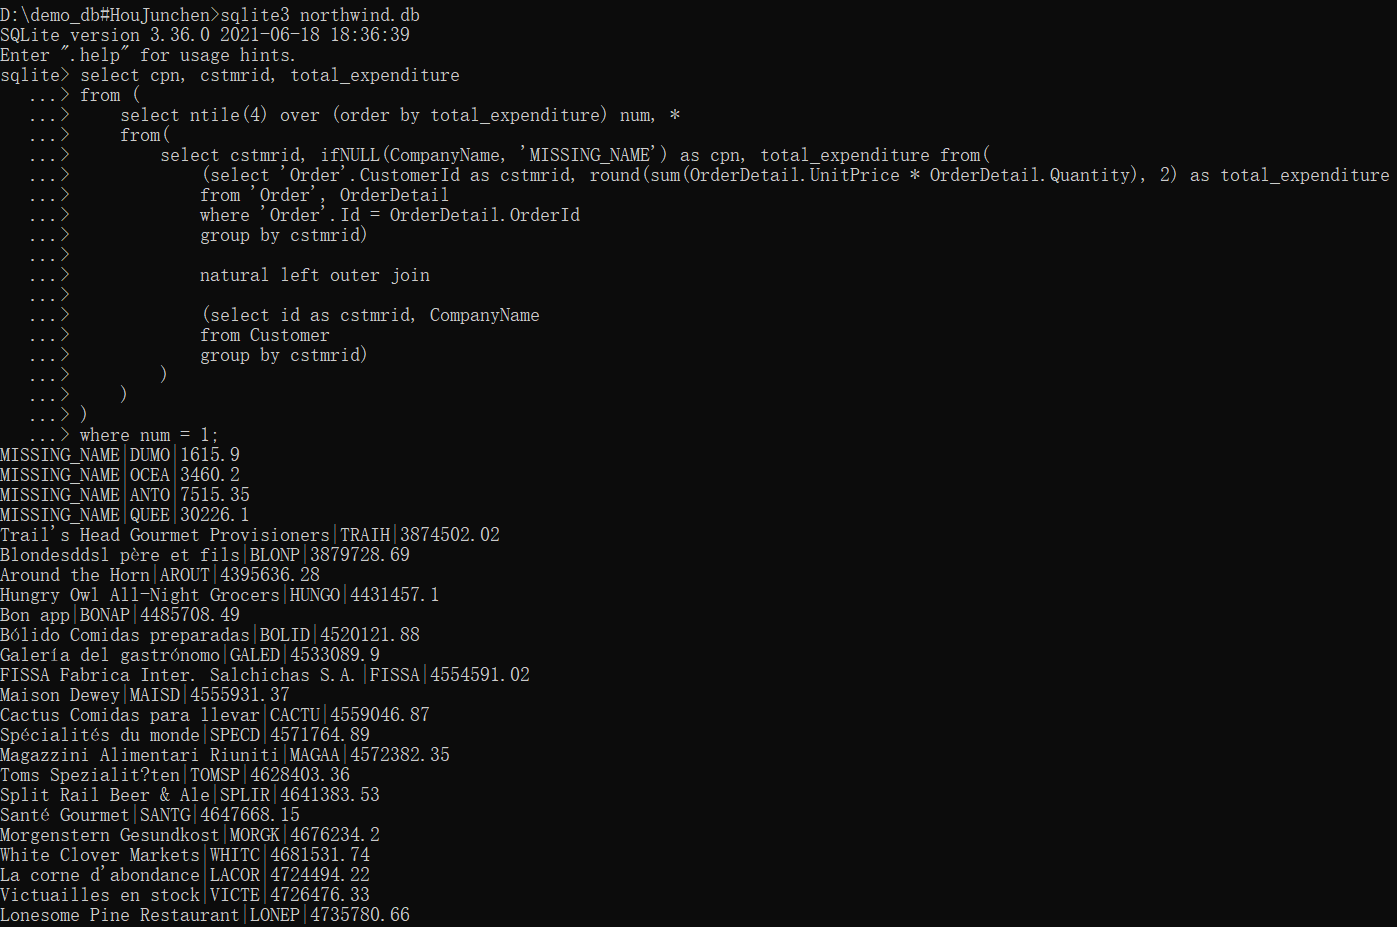 D:\demo_db#HouJunchen>sqlite3 northwind.db
SQLite version 3.36.0 2021-06-18 18:36:39
Enter ".help" for usage hints.
sqlite> select cpn, cstmrid, total_expenditure
   ...> from (
   ...>     select ntile(4) over (order by total_expenditure) num, *
   ...>     from(
   ...>         select cstmrid, ifNULL(CompanyName, 'MISSING_NAME') as cpn, total_expenditure from(
   ...>             (select 'Order'.CustomerId as cstmrid, round(sum(OrderDetail.UnitPrice * OrderDetail.Quantity), 2) as total_expenditure
   ...>             from 'Order', OrderDetail
   ...>             where 'Order'.Id = OrderDetail.OrderId
   ...>             group by cstmrid)
   ...>
   ...>             natural left outer join
   ...>
   ...>             (select id as cstmrid, CompanyName
   ...>             from Customer
   ...>             group by cstmrid)
   ...>         )
   ...>     )
   ...> )
   ...> where num = 1;
MISSING_NAME|DUMO|1615.9
MISSING_NAME|OCEA|3460.2
MISSING_NAME|ANTO|7515.35
MISSING_NAME|QUEE|30226.1
Trail's Head Gourmet Provisioners|TRAIH|3874502.02
Blondesddsl père et fils|BLONP|3879728.69
Around the Horn|AROUT|4395636.28
Hungry Owl All-Night Grocers|HUNGO|4431457.1
Bon app|BONAP|4485708.49
Bólido Comidas preparadas|BOLID|4520121.88
Galería del gastrónomo|GALED|4533089.9
FISSA Fabrica Inter. Salchichas S.A.|FISSA|4554591.02
Maison Dewey|MAISD|4555931.37
Cactus Comidas para llevar|CACTU|4559046.87
Spécialités du monde|SPECD|4571764.89
Magazzini Alimentari Riuniti|MAGAA|4572382.35
Toms Spezialit?ten|TOMSP|4628403.36
Split Rail Beer & Ale|SPLIR|4641383.53
Santé Gourmet|SANTG|4647668.15
Morgenstern Gesundkost|MORGK|4676234.2
White Clover Markets|WHITC|4681531.74
La corne d'abondance|LACOR|4724494.22
Victuailles en stock|VICTE|4726476.33
Lonesome Pine Restaurant|LONEP|4735780.66